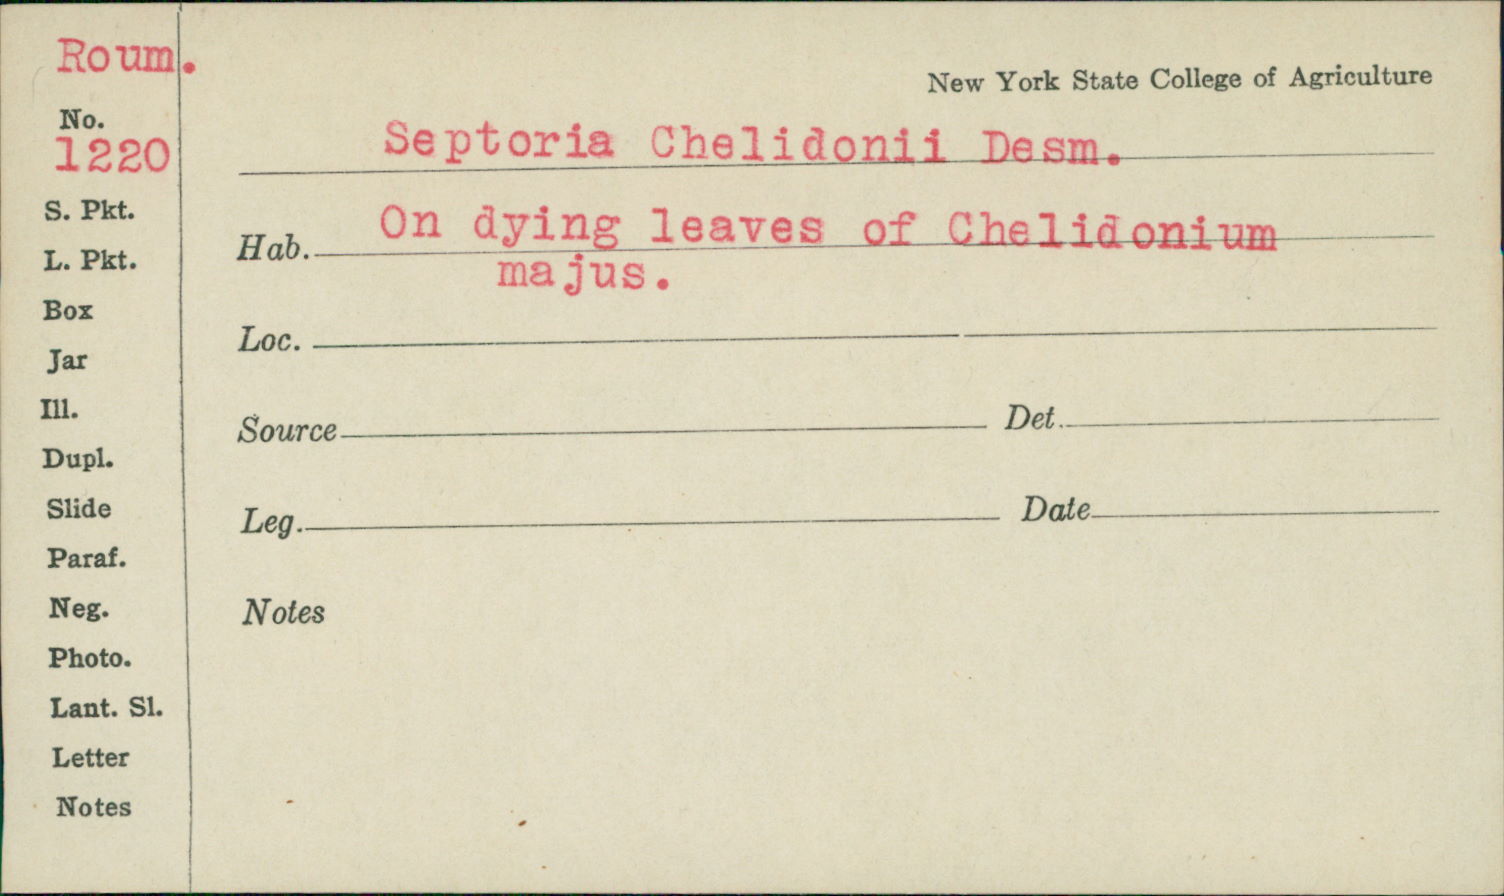 Roum.
New York State College of Agriculture
No.
1220
Septoria Chelidonii Desm.
S. Pkt.
Hab. On dying leaves of Chelidonium
majus.
L. Pkt.
Box
Loc.
Jar
Ill.
Source Det.
Dupl.
Slide
Leg. Date
Paraf.
Neg.
Notes
Photo.
Lant. Sl.
Letter
Notes